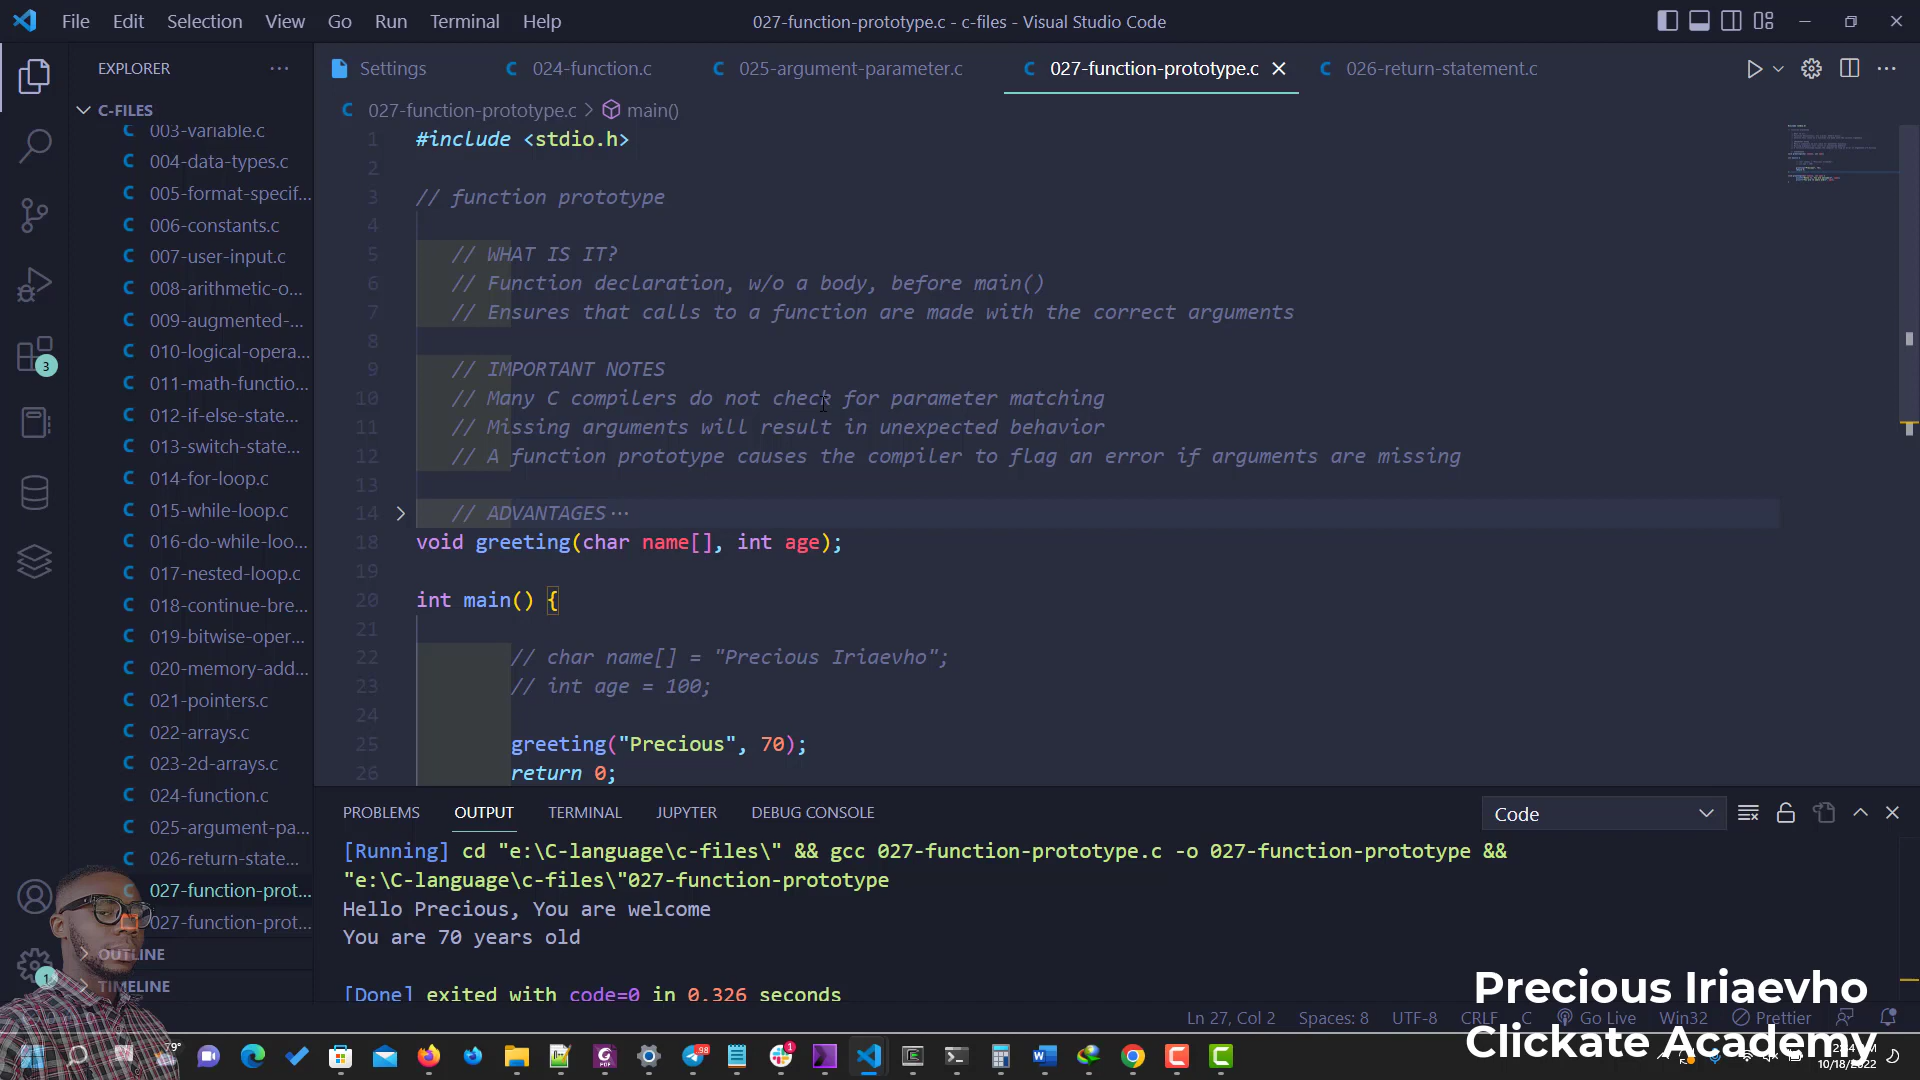 File Edit Selection View Go Run Terminal Help
027-function-prototype.c - c-files - Visual Studio Code
EXPLORER
C-FILES
003-variable.c
004-data-types.c
005-format-specif...
006-constants.c
007-user-input.c
008-arithmetic-o...
009-augmented-...
010-logical-opera...
011-math-functio...
012-if-else-state...
013-switch-state...
014-for-loop.c
015-while-loop.c
016-do-while-loo...
017-nested-loop.c
018-continue-bre...
019-bitwise-oper...
020-memory-add...
021-pointers.c
022-arrays.c
023-2d-arrays.c
024-function.c
025-argument-pa...
026-return-state...
027-function-prot...
027-function-prot...
OUTLINE
TIMELINE
3
1
Settings 024-function.c 025-argument-parameter.c 027-function-prototype.c 026-return-statement.c
027-function-prototype.c > main()
1 #include <stdio.h>
2
3 // function prototype
4
5 // WHAT IS IT?
6 // Function declaration, w/o a body, before main()
7 // Ensures that calls to a function are made with the correct arguments
8
9 // IMPORTANT NOTES
10 // Many C compilers do not check for parameter matching
11 // Missing arguments will result in unexpected behavior
12 // A function prototype causes the compiler to flag an error if arguments are missing
13
14 // ADVANTAGES ...
18 void greeting(char name[], int age);
19
20 int main() {
21
22 // char name[] = "Precious Iriaevho";
23 // int age = 100;
24
25 greeting("Precious", 70);
26 return 0;
PROBLEMS OUTPUT TERMINAL JUPYTER DEBUG CONSOLE
Code
[Running] cd "e:\C-language\c-files\" && gcc 027-function-prototype.c -o 027-function-prototype &&
"e:\C-language\c-files\"027-function-prototype
Hello Precious, You are welcome
You are 70 years old
[Done] exited with code=0 in 0.326 seconds
Precious Iriaevho
Clickate Academy
Ln 27, Col 2 Spaces: 8 UTF-8 CRLF C Go Live Win32 Prettier
79°
98
1
10/18/2022